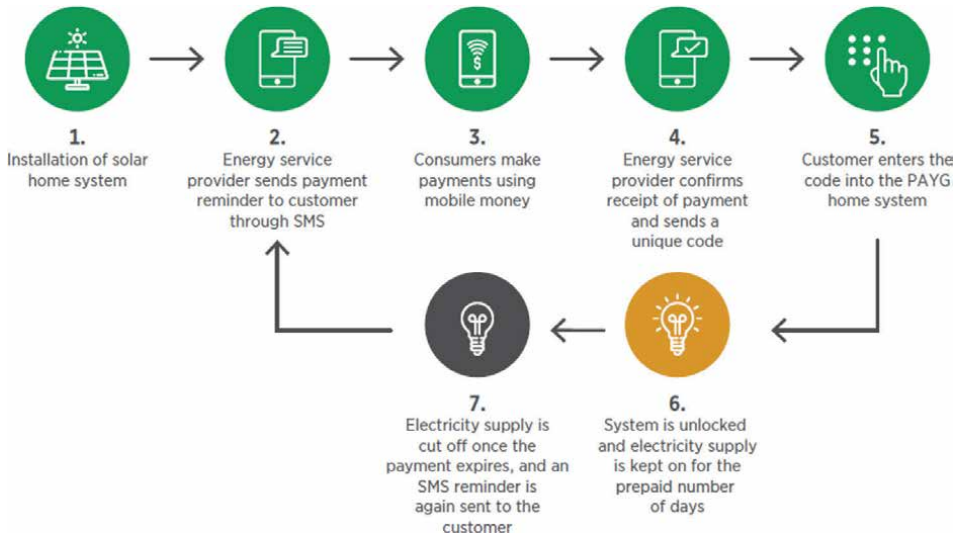 1.
Installation of solar
home system
2.
Energy service
provider sends payment
reminder to customer
through SMS
3.
Consumers make
payments using
mobile money
$
4.
Energy service
provider confirms
receipt of payment
and sends a
unique code
5.
Customer enters the
code into the PAYG
home system
6.
System is unlocked
and electricity supply
is kept on for the
prepaid number
of days
7.
Electricity supply is
cut off once the
payment expires, and an
SMS reminder is
again sent to the
customer